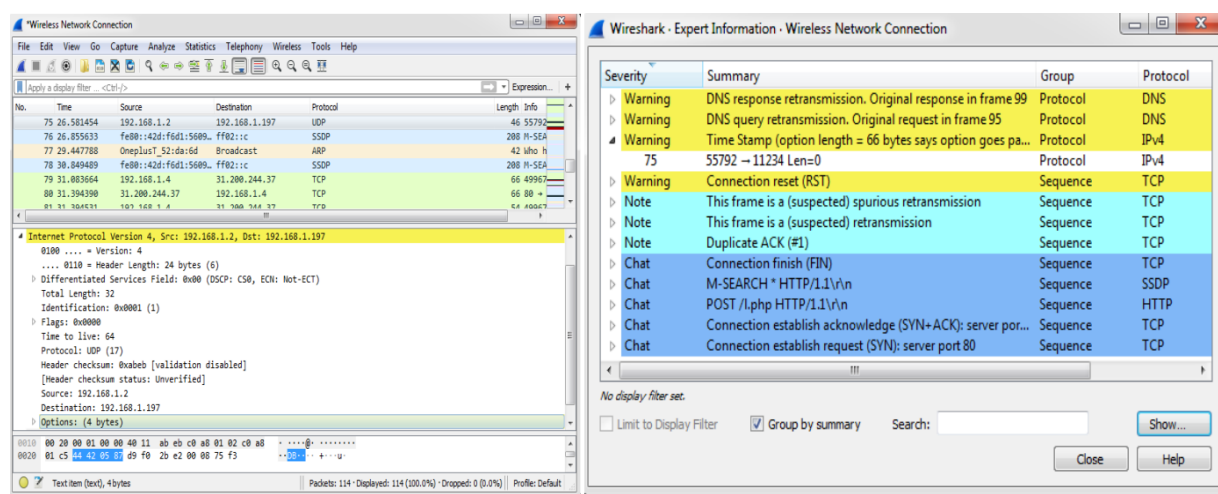 *Wireless Network Connection
File Edit View Go Capture Analyze Statistics Telephony Wireless Tools Help
Apply a display filter ... <Ctrl-/>
Expression... +
No. Time Source Destination Protocol Length Info
75 26.581454 192.168.1.2 192.168.1.197 UDP 46 55792
76 26.855633 fe80::42d:f6d1:5609… ff02::c SSDP 208 M-SEA
77 29.447788 OneplusT_52:da:6d Broadcast ARP 42 Who h
78 30.849489 fe80::42d:f6d1:5609… ff02::c SSDP 208 M-SEA
79 31.083664 192.168.1.4 31.200.244.37 TCP 66 49967
80 31.394390 31.200.244.37 192.168.1.4 TCP 66 80 →
81 31.394531 192.168.1.4 31.200.244.37 TCP 54 49967
Internet Protocol Version 4, Src: 192.168.1.2, Dst: 192.168.1.197
0100 .... = Version: 4
.... 0110 = Header Length: 24 bytes (6)
Differentiated Services Field: 0x00 (DSCP: CS0, ECN: Not-ECT)
Total Length: 32
Identification: 0x0001 (1)
Flags: 0x0000
Time to live: 64
Protocol: UDP (17)
Header checksum: 0xabeb [validation disabled]
[Header checksum status: Unverified]
Source: 192.168.1.2
Destination: 192.168.1.197
Options: (4 bytes)
0010 00 20 00 01 00 00 40 11 ab eb c0 a8 01 02 c0 a8 · ····@· ········
0020 01 c5 44 42 05 87 d9 f0 2b e2 00 08 75 f3 ··DB···· +···u·
Text item (text), 4 bytes
Packets: 114 · Displayed: 114 (100.0%) · Dropped: 0 (0.0%)
Profile: Default
Wireshark · Expert Information · Wireless Network Connection
Severity Summary Group Protocol
Warning DNS response retransmission. Original response in frame 99 Protocol DNS
Warning DNS query retransmission. Original request in frame 95 Protocol DNS
Warning Time Stamp (option length = 66 bytes says option goes pa... Protocol IPv4
75 55792 → 11234 Len=0 Protocol IPv4
Warning Connection reset (RST) Sequence TCP
Note This frame is a (suspected) spurious retransmission Sequence TCP
Note This frame is a (suspected) retransmission Sequence TCP
Note Duplicate ACK (#1) Sequence TCP
Chat Connection finish (FIN) Sequence TCP
Chat M-SEARCH * HTTP/1.1\r\n Sequence SSDP
Chat POST /l.php HTTP/1.1\r\n Sequence HTTP
Chat Connection establish acknowledge (SYN+ACK): server por... Sequence TCP
Chat Connection establish request (SYN): server port 80 Sequence TCP
No display filter set.
Limit to Display Filter
Group by summary
Search:
Show...
Close
Help